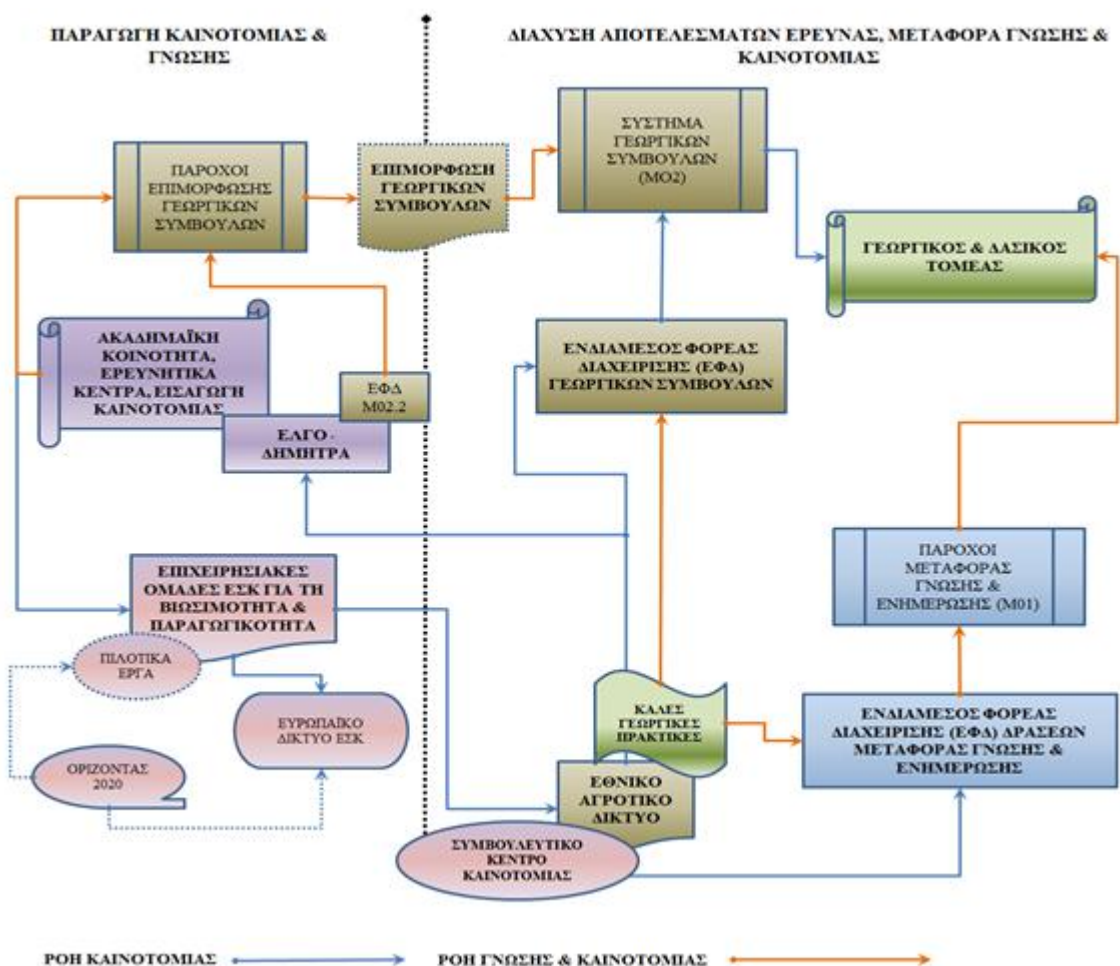 ΠΑΡΑΓΩΓΗ ΚΑΙΝΟΤΟΜΙΑΣ &
ΓΝΩΣΗΣ
ΔΙΑΧΥΣΗ ΑΠΟΤΕΛΕΣΜΑΤΩΝ ΕΡΕΥΝΑΣ, ΜΕΤΑΦΟΡΑ ΓΝΩΣΗΣ &
ΚΑΙΝΟΤΟΜΙΑΣ
ΠΑΡΟΧΟΙ
ΕΠΙΜΟΡΦΩΣΗΣ
ΓΕΩΡΓΙΚΩΝ
ΣΥΜΒΟΥΛΩΝ
ΕΠΙΜΟΡΦΩΣΗ
ΓΕΩΡΓΙΚΩΝ
ΣΥΜΒΟΥΛΩΝ
ΣΥΣΤΗΜΑ
ΓΕΩΡΓΙΚΩΝ
ΣΥΜΒΟΥΛΩΝ
(ΜΟ2)
ΓΕΩΡΓΙΚΟΣ & ΔΑΣΙΚΟΣ
ΤΟΜΕΑΣ
ΑΚΑΔΗΜΑΪΚΗ
ΚΟΙΝΟΤΗΤΑ,
ΕΡΕΥΝΗΤΙΚΑ
ΚΕΝΤΡΑ, ΕΙΣΑΓΩΓΗ
ΚΑΙΝΟΤΟΜΙΑΣ
ΕΦΔ
Μ02.2
ΕΛΓΟ -
ΔΗΜΗΤΡΑ
ΕΝΔΙΑΜΕΣΟΣ ΦΟΡΕΑΣ
ΔΙΑΧΕΙΡΙΣΗΣ (ΕΦΔ)
ΓΕΩΡΓΙΚΩΝ ΣΥΜΒΟΥΛΩΝ
ΠΑΡΟΧΟΙ
ΜΕΤΑΦΟΡΑΣ
ΓΝΩΣΗΣ &
ΕΝΗΜΕΡΩΣΗΣ (Μ01)
ΕΠΙΧΕΙΡΗΣΙΑΚΕΣ
ΟΜΑΔΕΣ ΕΣΚ ΓΙΑ ΤΗ
ΒΙΩΣΙΜΟΤΗΤΑ &
ΠΑΡΑΓΩΓΙΚΟΤΗΤΑ
ΠΙΛΟΤΙΚΑ
ΕΡΓΑ
ΕΥΡΩΠΑΪΚΟ
ΔΙΚΤΥΟ ΕΣΚ
ΟΡΙΖΟΝΤΑΣ
2020
ΚΑΛΕΣ
ΓΕΩΡΓΙΚΕΣ
ΠΡΑΚΤΙΚΕΣ
ΕΝΔΙΑΜΕΣΟΣ ΦΟΡΕΑΣ
ΔΙΑΧΕΙΡΙΣΗΣ (ΕΦΔ) ΔΡΑΣΕΩΝ
ΜΕΤΑΦΟΡΑΣ ΓΝΩΣΗΣ &
ΕΝΗΜΕΡΩΣΗΣ
ΕΘΝΙΚΟ
ΑΓΡΟΤΙΚΟ
ΔΙΚΤΥΟ
ΣΥΜΒΟΥΛΕΥΤΙΚΟ
ΚΕΝΤΡΟ
ΚΑΙΝΟΤΟΜΙΑΣ
ΡΟΗ ΚΑΙΝΟΤΟΜΙΑΣ
ΡΟΗ ΓΝΩΣΗΣ & ΚΑΙΝΟΤΟΜΙΑΣ